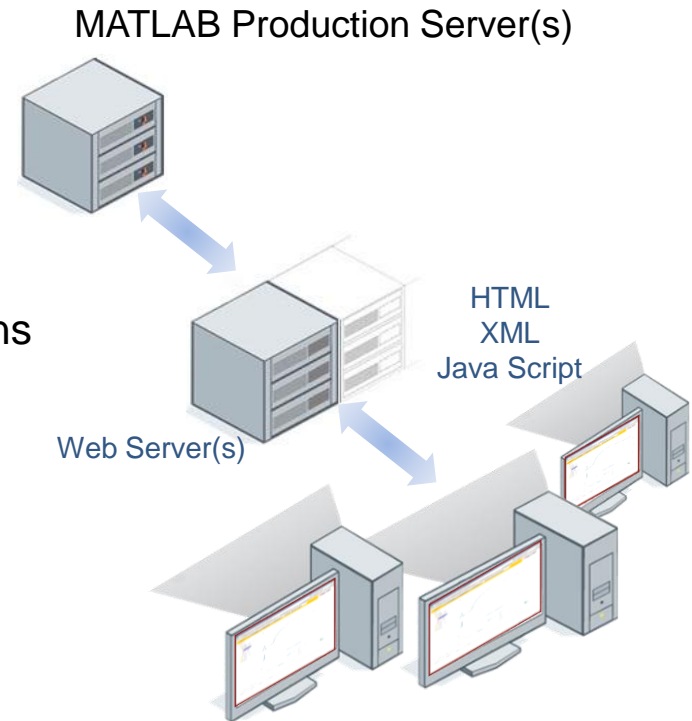 MATLAB Production Server(s)
HTML
ns
XML
Java Script
Web Server(s)